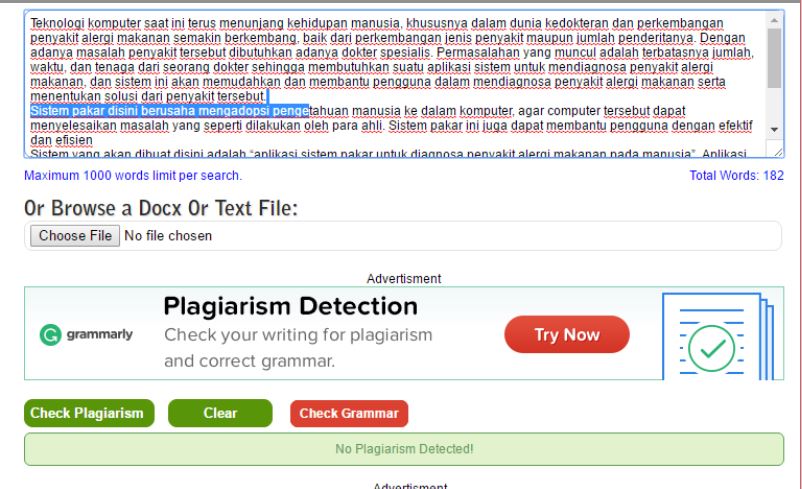 Teknologi komputer saat ini terus menunjang kehidupan manusia, khususnya dalam dunia kedokteran dan perkembangan
penyakit alergi makanan semakin berkembang, baik dari perkembangan jenis penyakit maupun jumlah penderitanya. Dengan
adanya masalah penyakit tersebut dibutuhkan adanya dokter spesialis. Permasalahan yang muncul adalah terbatasnya jumlah,
waktu, dan tenaga dari seorang dokter sehingga membutuhkan suatu aplikasi sistem untuk mendiagnosa penyakit alergi
makanan, dan sistem ini akan memudahkan dan membantu pengguna dalam mendiagnosa penyakit alergi makanan serta
menentukan solusi dari penyakit tersebut.
Sistem pakar disini berusaha mengadopsi pengetahuan manusia ke dalam komputer, agar computer tersebut dapat
menyelesaikan masalah yang seperti dilakukan oleh para ahli. Sistem pakar ini juga dapat membantu pengguna dengan efektif
dan efisien
Sistem yang akan dibuat disini adalah "aplikasi sistem pakar untuk diagnosa penyakit alergi makanan pada manusia". Aplikasi
Maximum 1000 words limit per search.
Total Words: 182
Or Browse a Docx Or Text File:
Choose File No file chosen
Advertisment
grammarly
Plagiarism Detection
Check your writing for plagiarism
and correct grammar.
Try Now
Check Plagiarism
Clear
Check Grammar
No Plagiarism Detected!
Advertisment